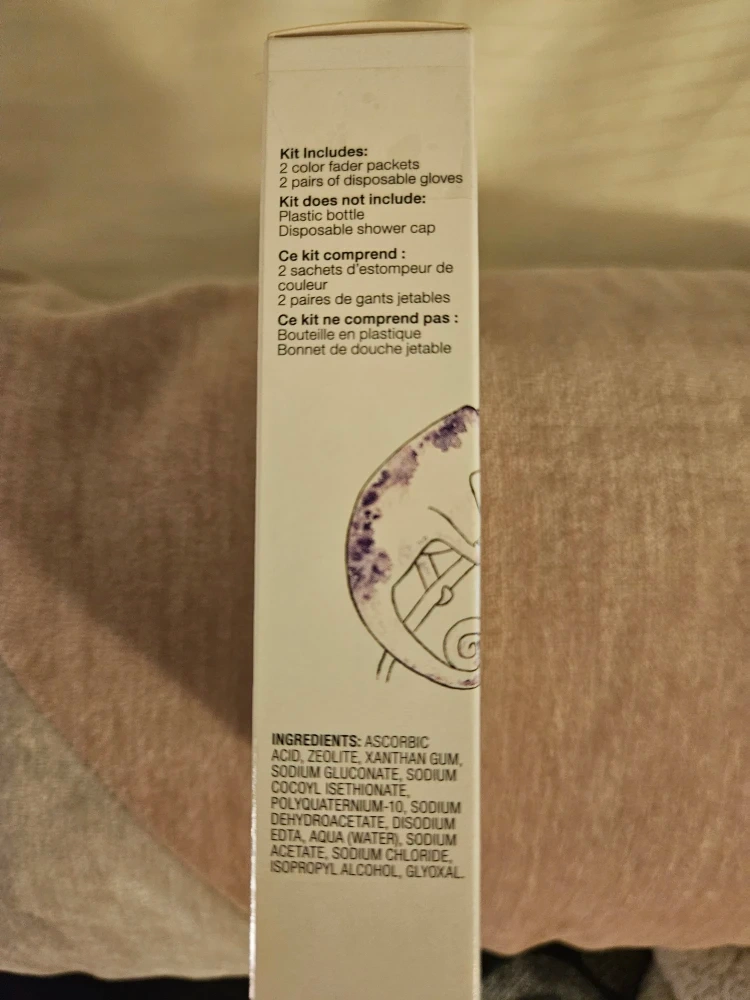 Kit Includes:
2 color fader packets
2 pairs of disposable gloves
Kit does not include:
Plastic bottle
Disposable shower cap
Ce kit comprend :
2 sachets d'estompeur de
couleur
2 paires de gants jetables
Ce kit ne comprend pas :
Bouteille en plastique
Bonnet de douche jetable
INGREDIENTS: ASCORBIC
ACID, ZEOLITE, XANTHAN GUM,
SODIUM GLUCONATE, SODIUM
COCOYL ISETHIONATE,
POLYQUATERNIUM-10, SODIUM
DEHYDROACETATE, DISODIUM
EDTA, AQUA (WATER), SODIUM
ACETATE, SODIUM CHLORIDE,
ISOPROPYL ALCOHOL, GLYOXAL.